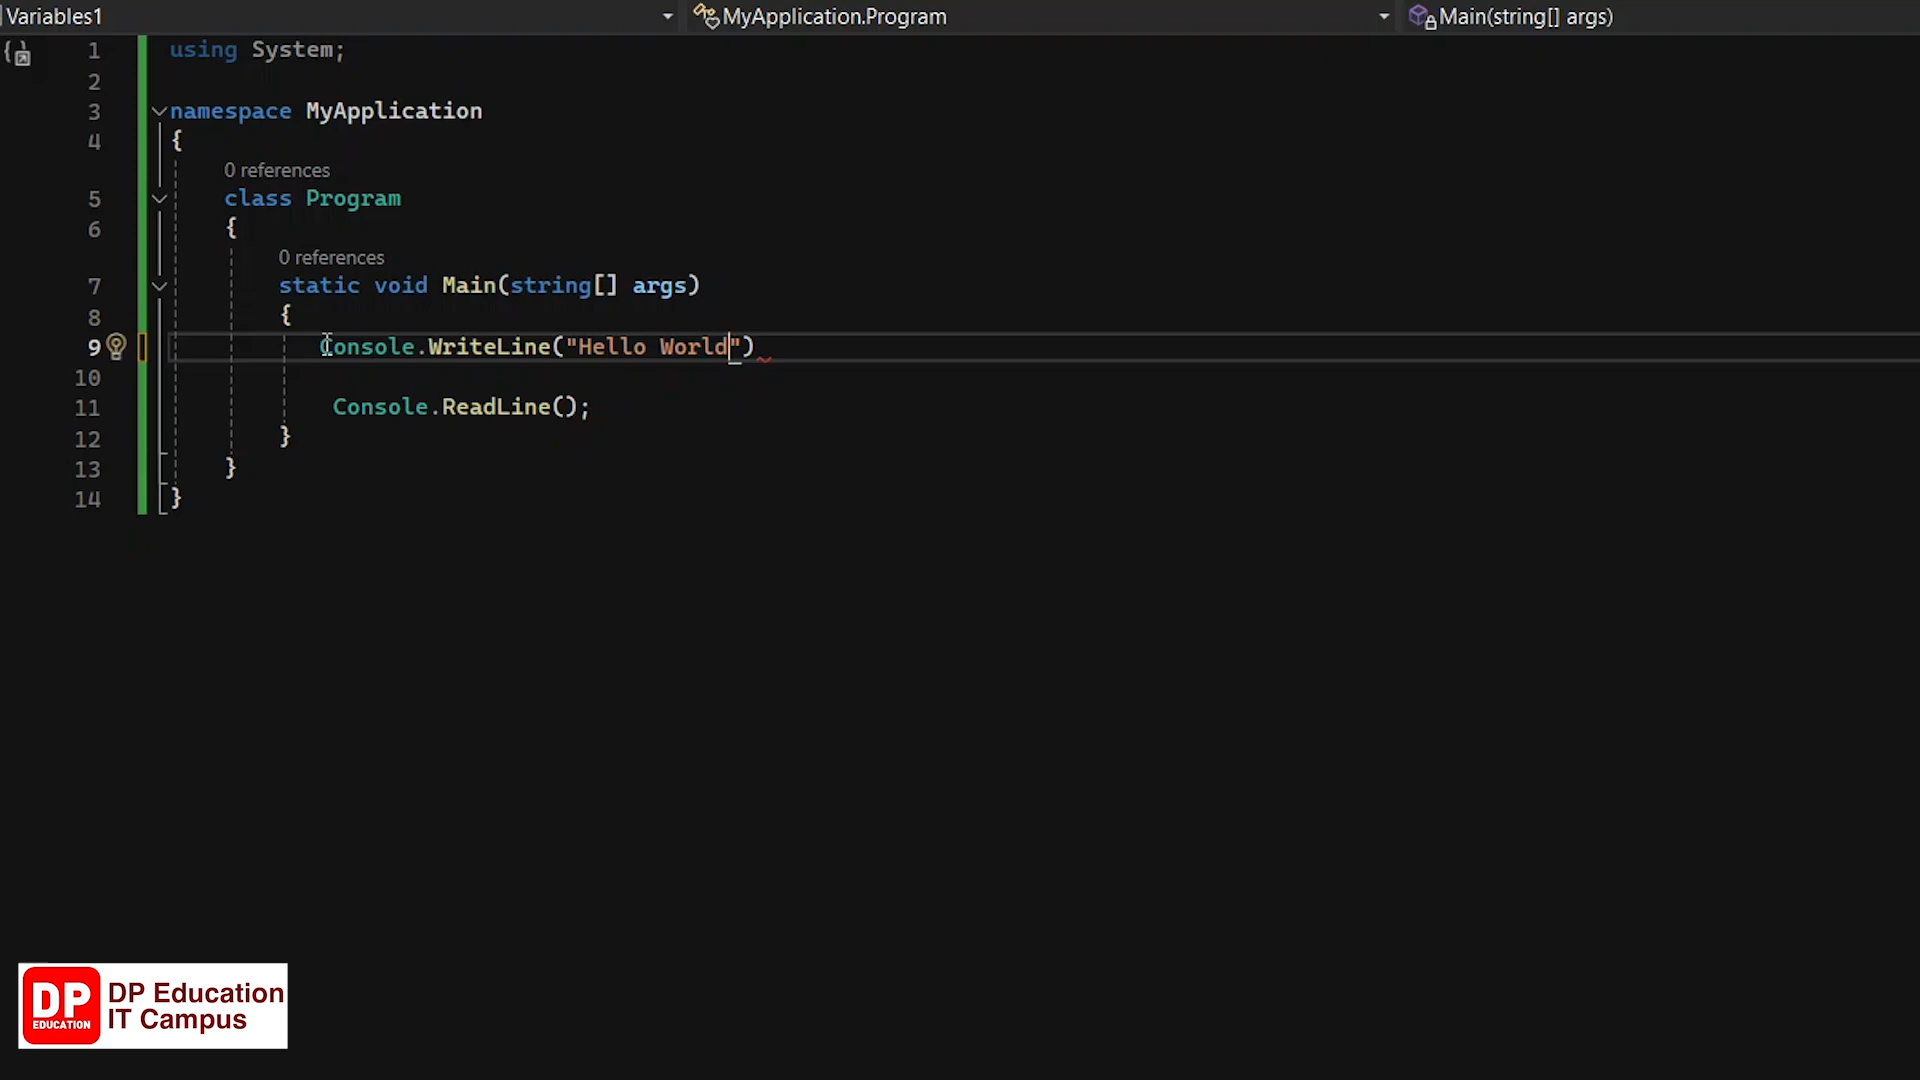 Variables1 MyApplication.Program Main(string[] args)
1 using System;
2
3 namespace MyApplication
4 {
0 references
5 class Program
6 {
0 references
7 static void Main(string[] args)
8 {
9 Console.WriteLine("Hello World")
10
11 Console.ReadLine();
12 }
13 }
14 }
DP DP Education
EDUCATION IT Campus